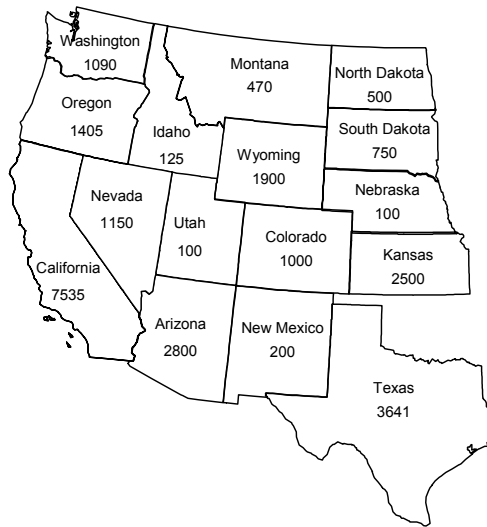 Washington
1090
Montana
470
North Dakota
500
Oregon
1405
Idaho
125
South Dakota
750
Wyoming
1900
Nebraska
100
Nevada
1150
Utah
100
Colorado
1000
Kansas
2500
California
7535
Arizona
2800
New Mexico
200
Texas
3641